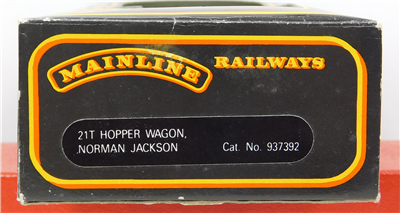 MAINLINE RAILWAYS
21T HOPPER WAGON,
NORMAN JACKSON Cat. No. 937392